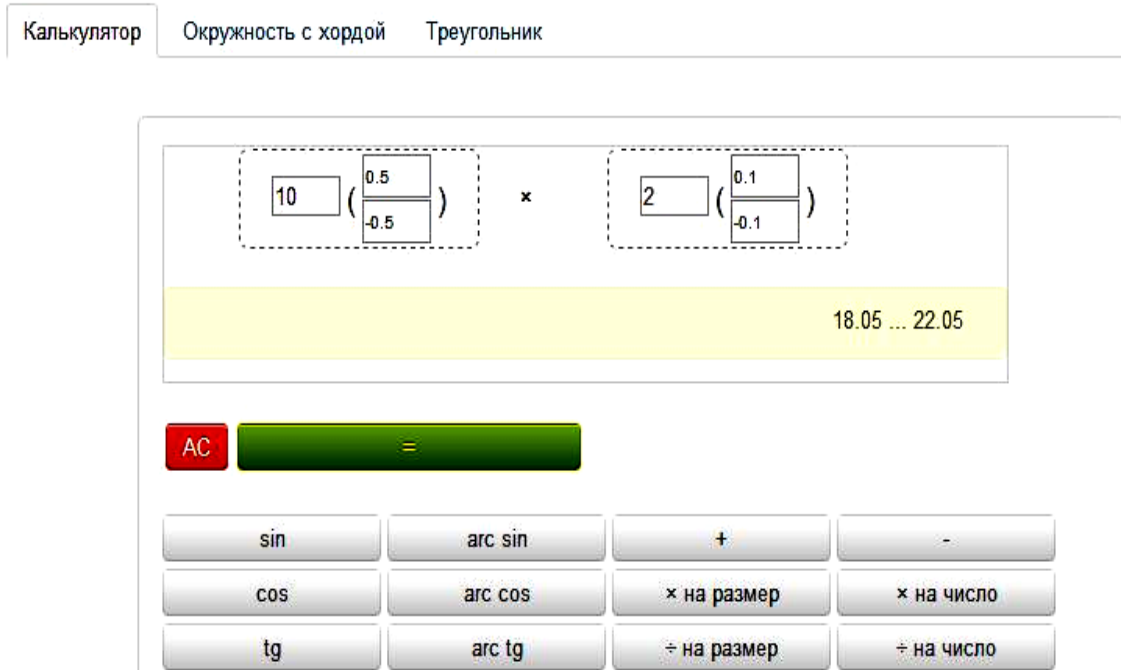 Калькулятор Окружность с хордой Треугольник
0.5 0.1
10 ( ) × 2 ( )
-0.5 -0.1
18.05 ... 22.05
AC =
sin arc sin + -
cos arc cos × на размер × на число
tg arc tg ÷ на размер ÷ на число